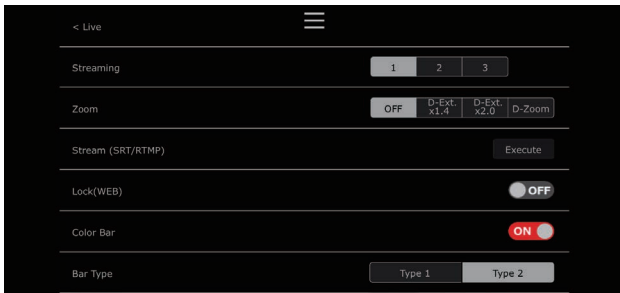 < Live
Streaming 1 2 3
Zoom OFF D-Ext. x1.4 D-Ext. x2.0 D-Zoom
Stream (SRT/RTMP) Execute
Lock(WEB) OFF
Color Bar ON
Bar Type Type 1 Type 2